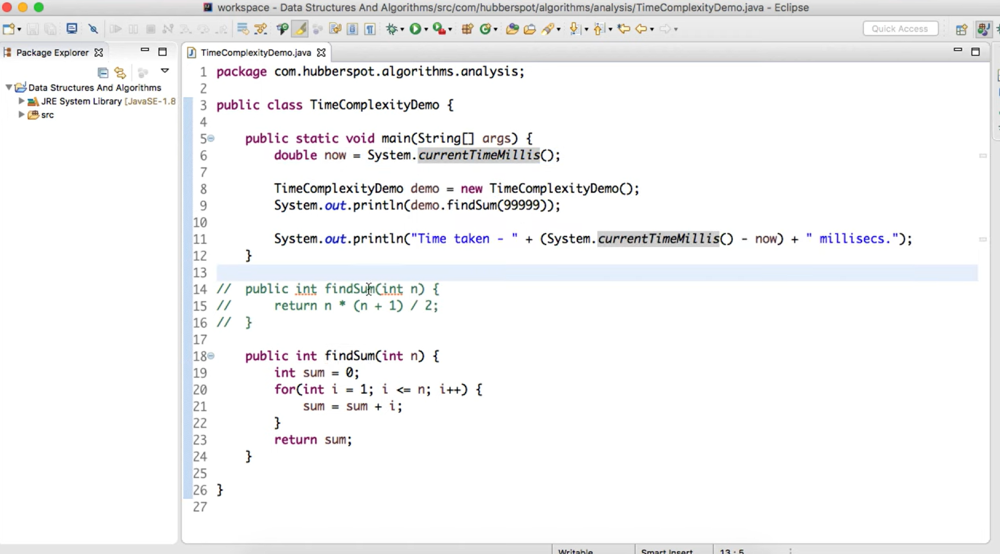 workspace - Data Structures And Algorithms/src/com/hubberspot/algorithms/analysis/TimeComplexityDemo.java - Eclipse
Quick Access
Package Explorer
Data Structures And Algorithms
JRE System Library [JavaSE-1.8
src
TimeComplexityDemo.java
1 package com.hubberspot.algorithms.analysis;
2
3 public class TimeComplexityDemo {
4
5     public static void main(String[] args) {
6         double now = System.currentTimeMillis();
7
8         TimeComplexityDemo demo = new TimeComplexityDemo();
9         System.out.println(demo.findSum(99999));
10
11         System.out.println("Time taken - " + (System.currentTimeMillis() - now) + " millisecs.");
12     }
13
14 //  public int findSum(int n) {
15 //      return n * (n + 1) / 2;
16 //  }
17
18     public int findSum(int n) {
19         int sum = 0;
20         for(int i = 1; i <= n; i++) {
21             sum = sum + i;
22         }
23         return sum;
24     }
25
26 }
27
Writable
Smart Insert
13 : 5